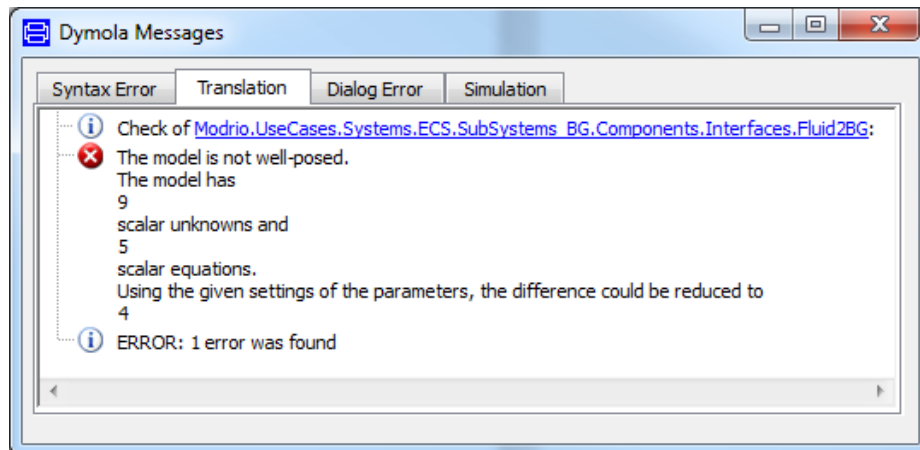 Dymola Messages
Syntax Error Translation Dialog Error Simulation
Check of Modrio.UseCases.Systems.ECS.SubSystems_BG.Components.Interfaces.Fluid2BG:
The model is not well-posed.
The model has
9
scalar unknowns and
5
scalar equations.
Using the given settings of the parameters, the difference could be reduced to
4
ERROR: 1 error was found